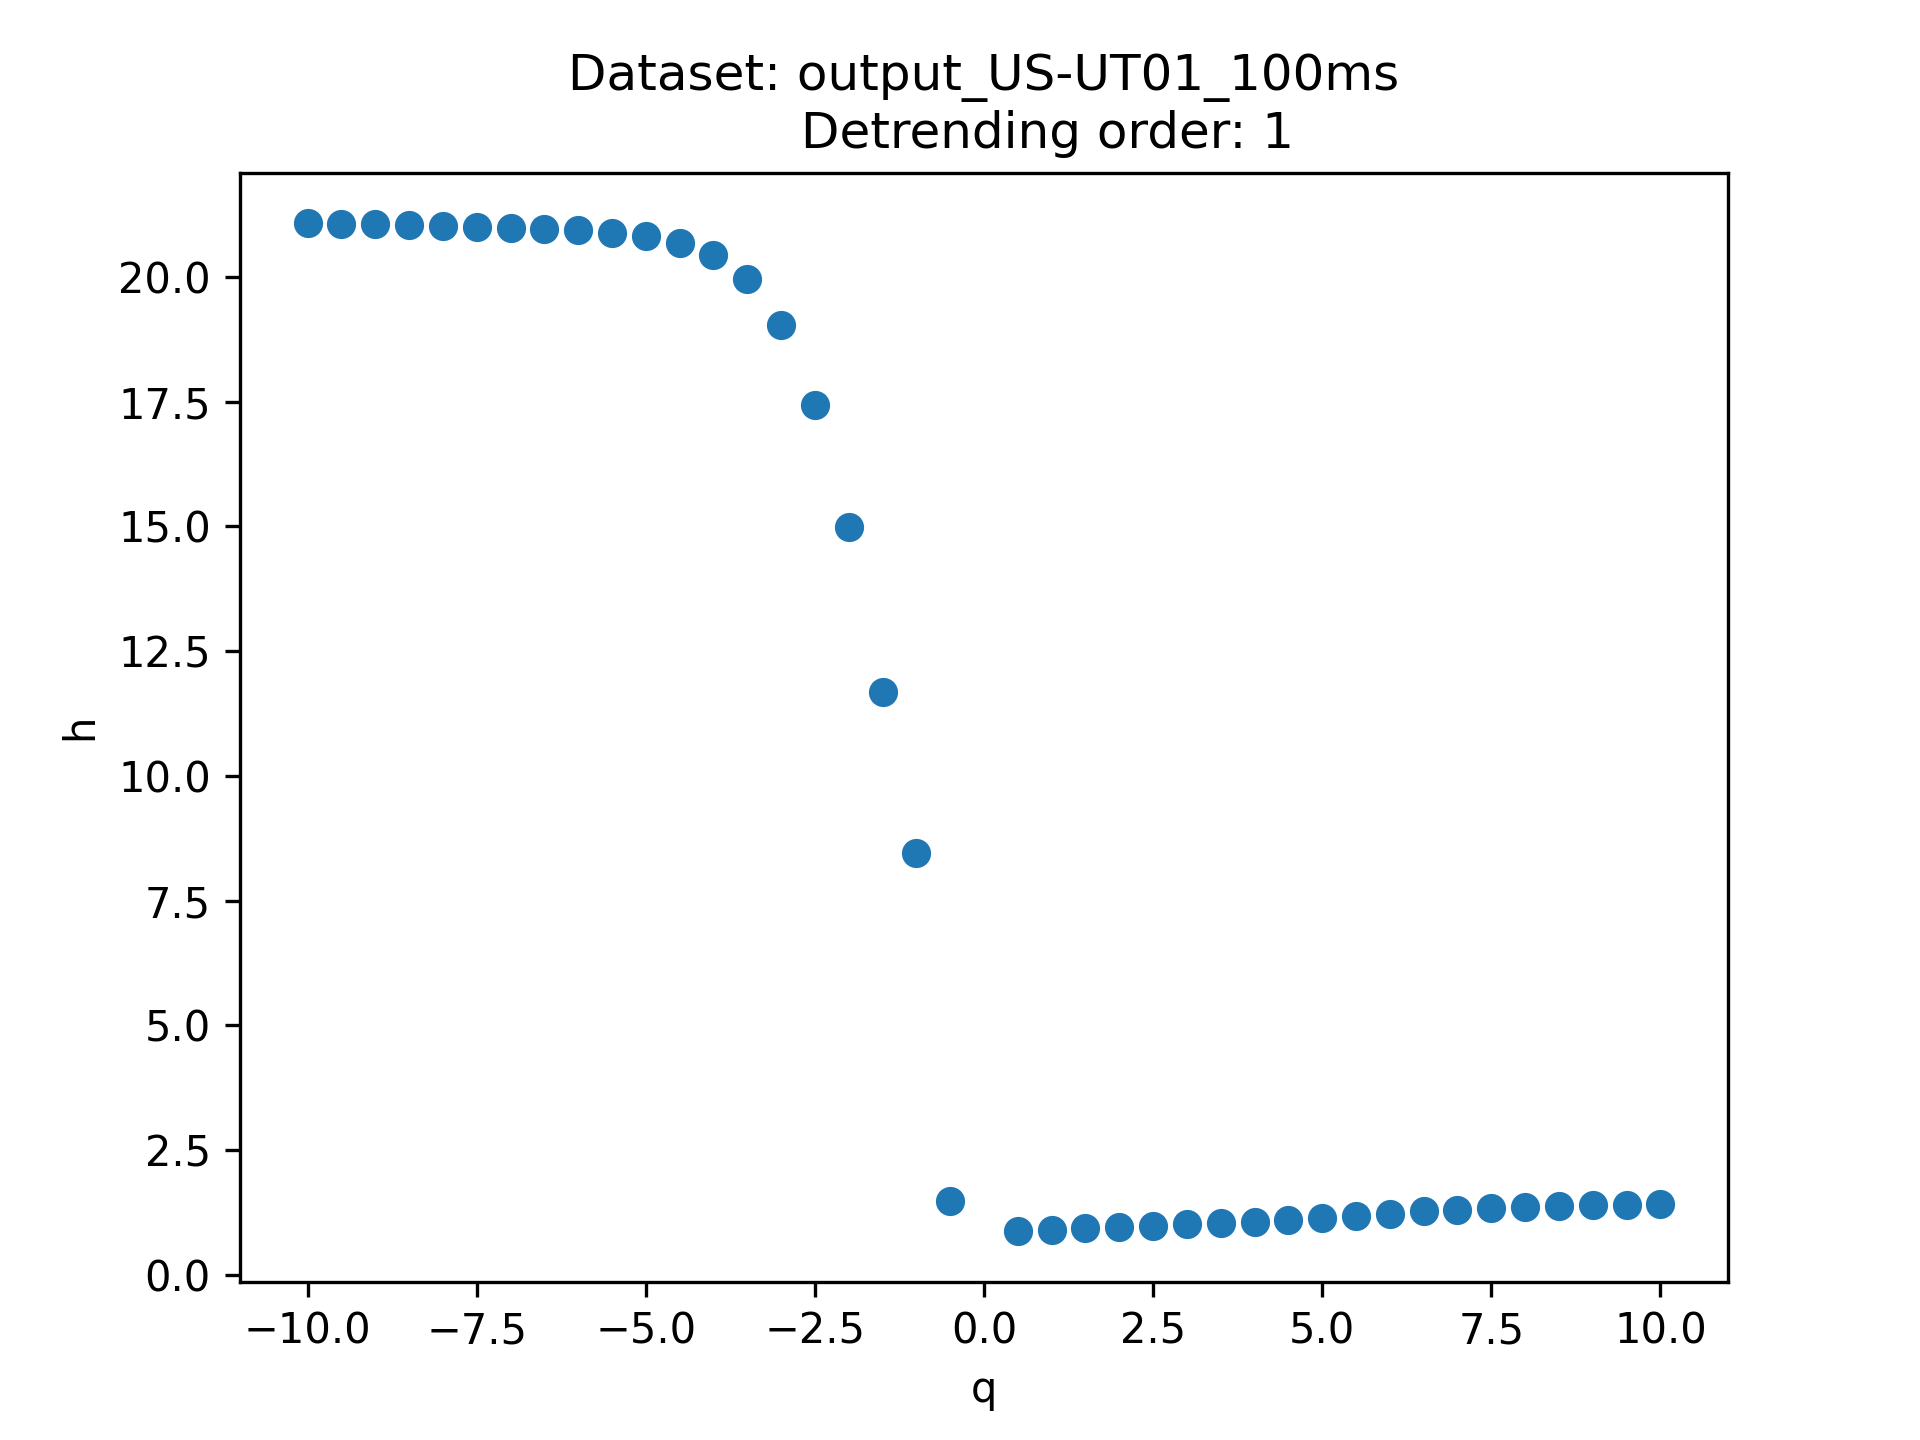 Dataset: output_US-UT01_100ms
Detrending order: 1
20.0
17.5
15.0
12.5
10.0
7.5
5.0
2.5
0.0
h
−10.0 −7.5 −5.0 −2.5 0.0 2.5 5.0 7.5 10.0
q